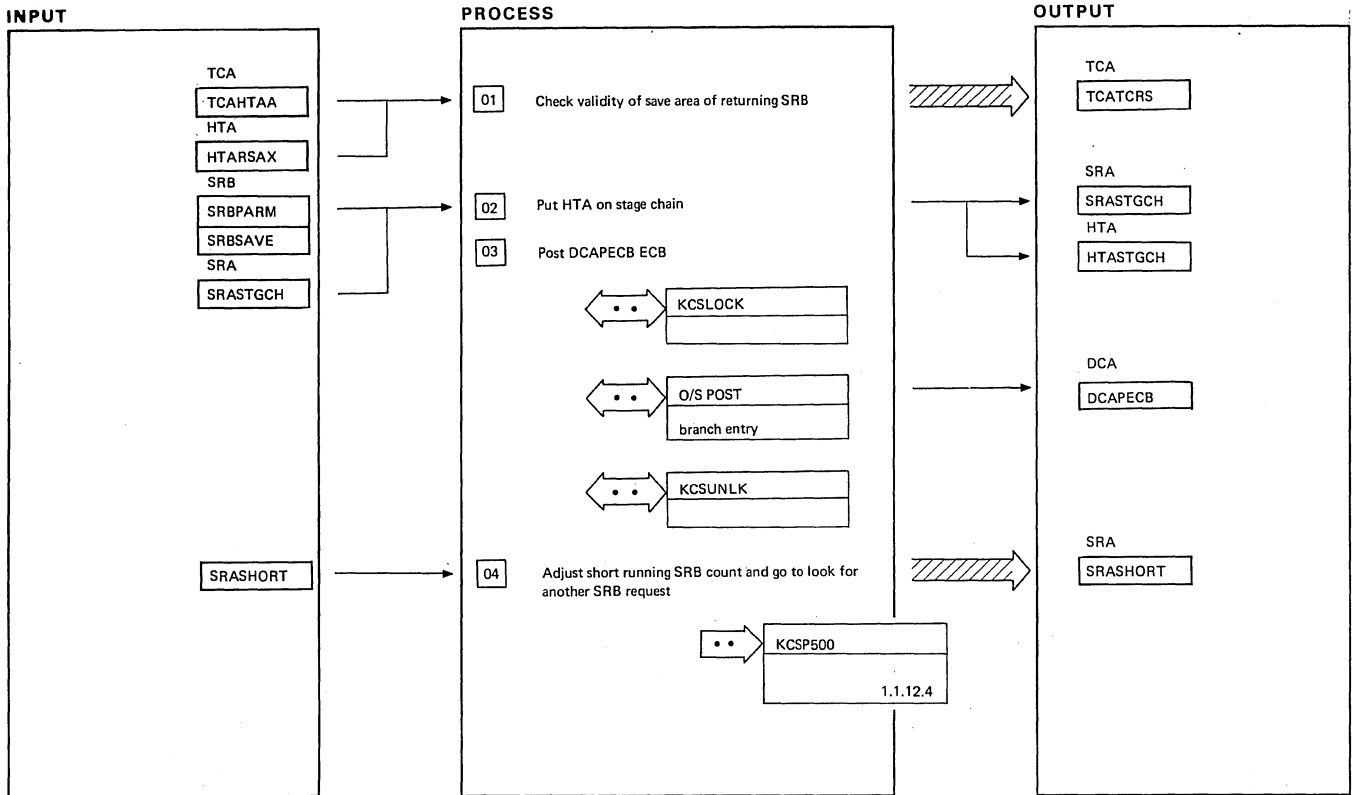 INPUT
PROCESS
OUTPUT
TCA
TCAHTAA
HTA
HTARSAX
SRB
SRBPARM
SRBSAVE
SRA
SRASTGCH
SRASHORT
01 Check validity of save area of returning SRB
02 Put HTA on stage chain
03 Post DCAPECB ECB
KCSLOCK
O/S POST
branch entry
KCSUNLK
04 Adjust short running SRB count and go to look for
another SRB request
KCSP500
1.1.12.4
TCA
TCATCRS
SRA
SRASTGCH
HTA
HTASTGCH
DCA
DCAPECB
SRA
SRASHORT